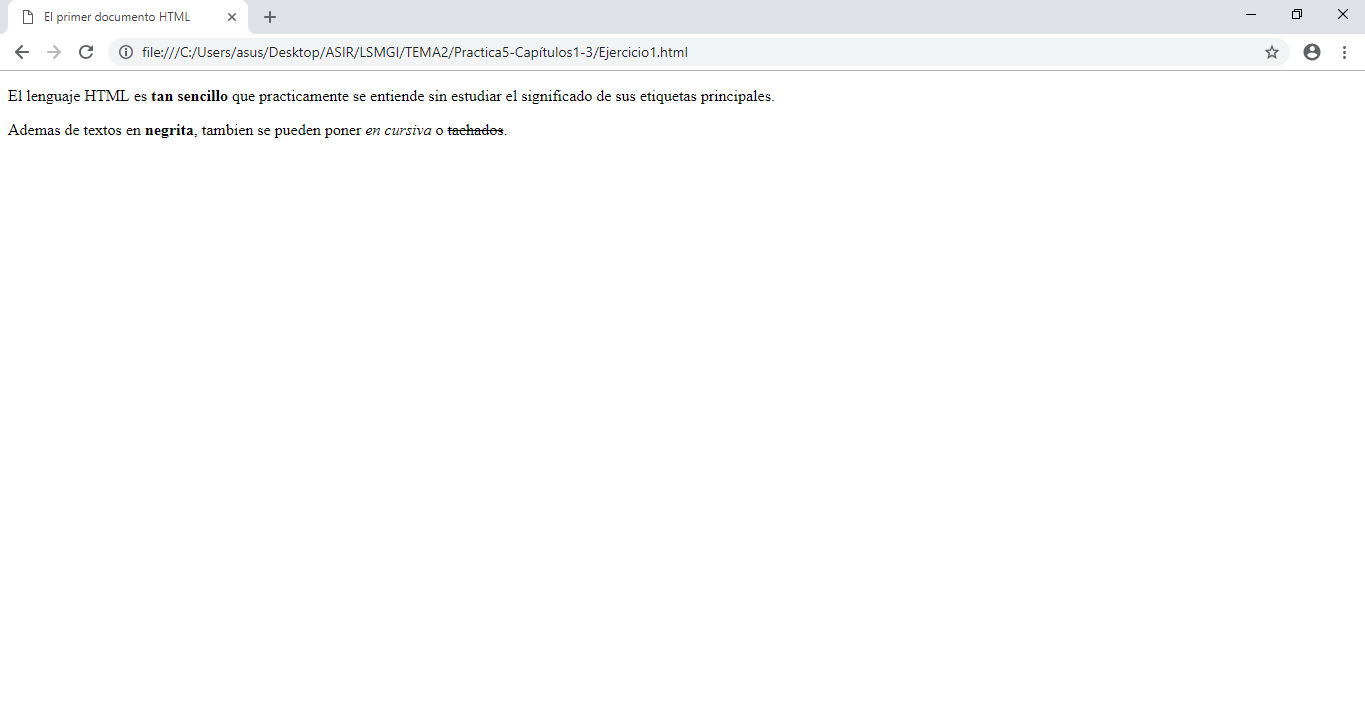 El primer documento HTML
file:///C:/Users/asus/Desktop/ASIR/LSMGI/TEMA2/Practica5-Capítulos1-3/Ejercicio1.html
El lenguaje HTML es tan sencillo que practicamente se entiende sin estudiar el significado de sus etiquetas principales.
Ademas de textos en negrita, tambien se pueden poner en cursiva o tachados.